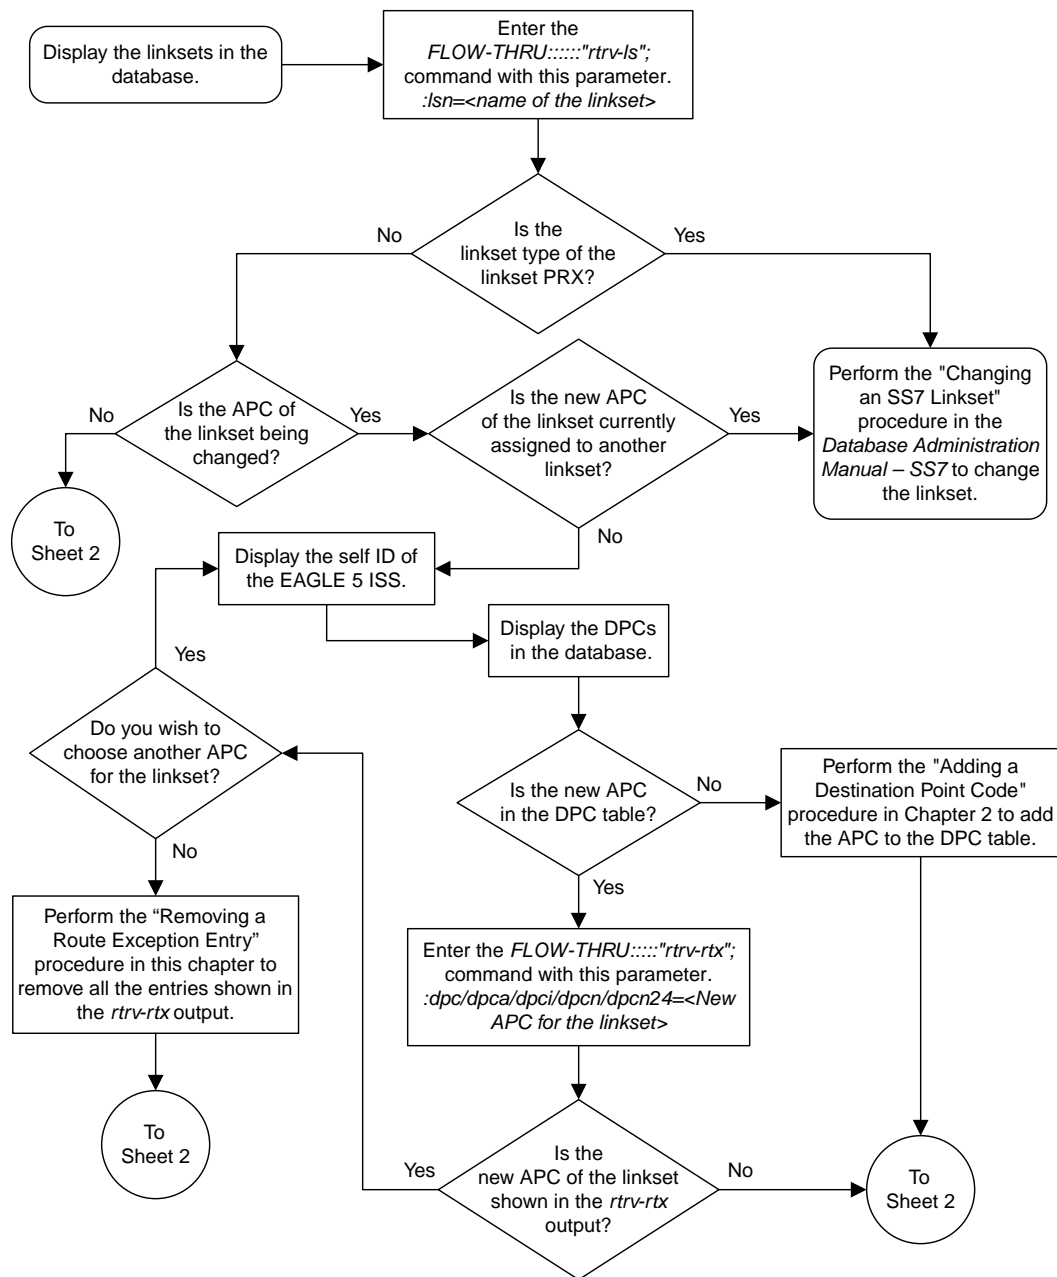 Display the linksets in the
database.
Enter the
FLOW-THRU::::::"rtrv-ls";
command with this parameter.
:lsn=<name of the linkset>
Is the
linkset type of the
linkset PRX?
No
Yes
Is the APC of
the linkset being
changed?
No
Yes
Is the new APC
of the linkset currently
assigned to another
linkset?
Yes
No
Perform the "Changing
an SS7 Linkset"
procedure in the
Database Administration
Manual – SS7 to change
the linkset.
To
Sheet 2
Display the self ID of
the EAGLE 5 ISS.
Display the DPCs
in the database.
Yes
Do you wish to
choose another APC
for the linkset?
No
Is the new APC
in the DPC table?
No
Yes
Perform the "Adding a
Destination Point Code"
procedure in Chapter 2 to add
the APC to the DPC table.
Perform the “Removing a
Route Exception Entry”
procedure in this chapter to
remove all the entries shown in
the rtrv-rtx output.
Enter the FLOW-THRU:::::"rtrv-rtx";
command with this parameter.
:dpc/dpca/dpci/dpcn/dpcn24=<New
APC for the linkset>
To
Sheet 2
Is the
new APC of the linkset
shown in the rtrv-rtx
output?
Yes
No
To
Sheet 2